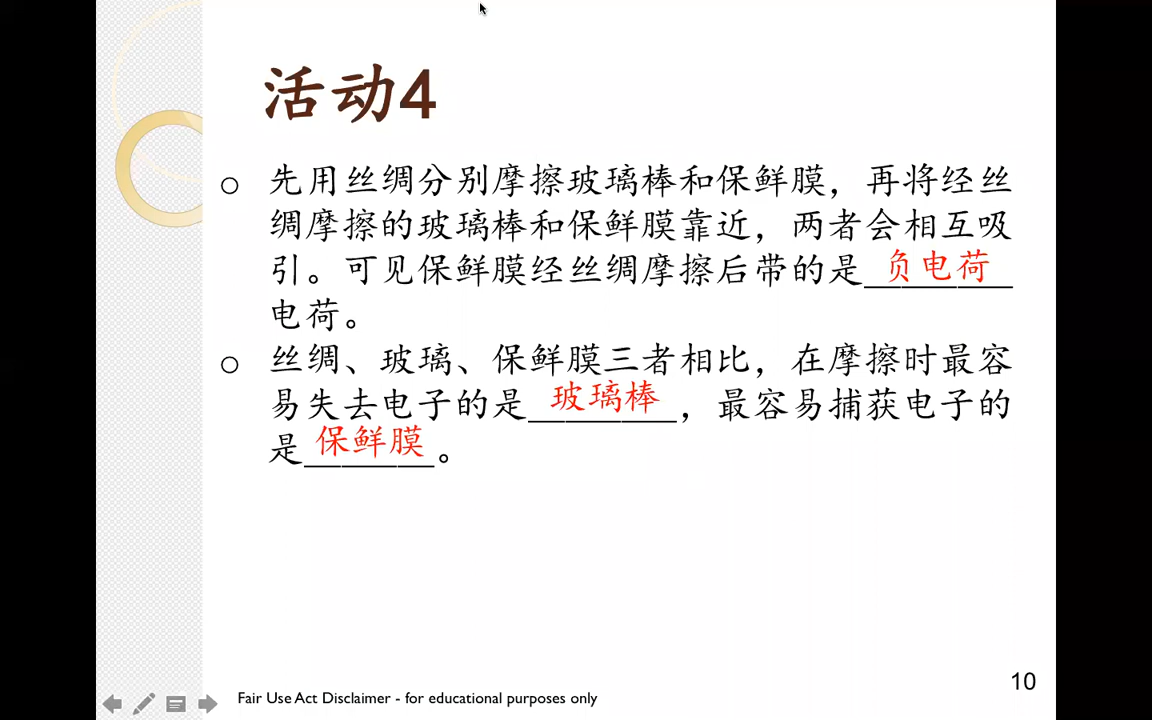 活动4
先用丝绸分别摩擦玻璃棒和保鲜膜，再将经丝
绸摩擦的玻璃棒和保鲜膜靠近，两者会相互吸
引。可见保鲜膜经丝绸摩擦后带的是 负电荷
电荷。
丝绸、玻璃、保鲜膜三者相比，在摩擦时最容
易失去电子的是 玻璃棒 ，最容易捕获电子的
是 保鲜膜 。
Fair Use Act Disclaimer - for educational purposes only
10